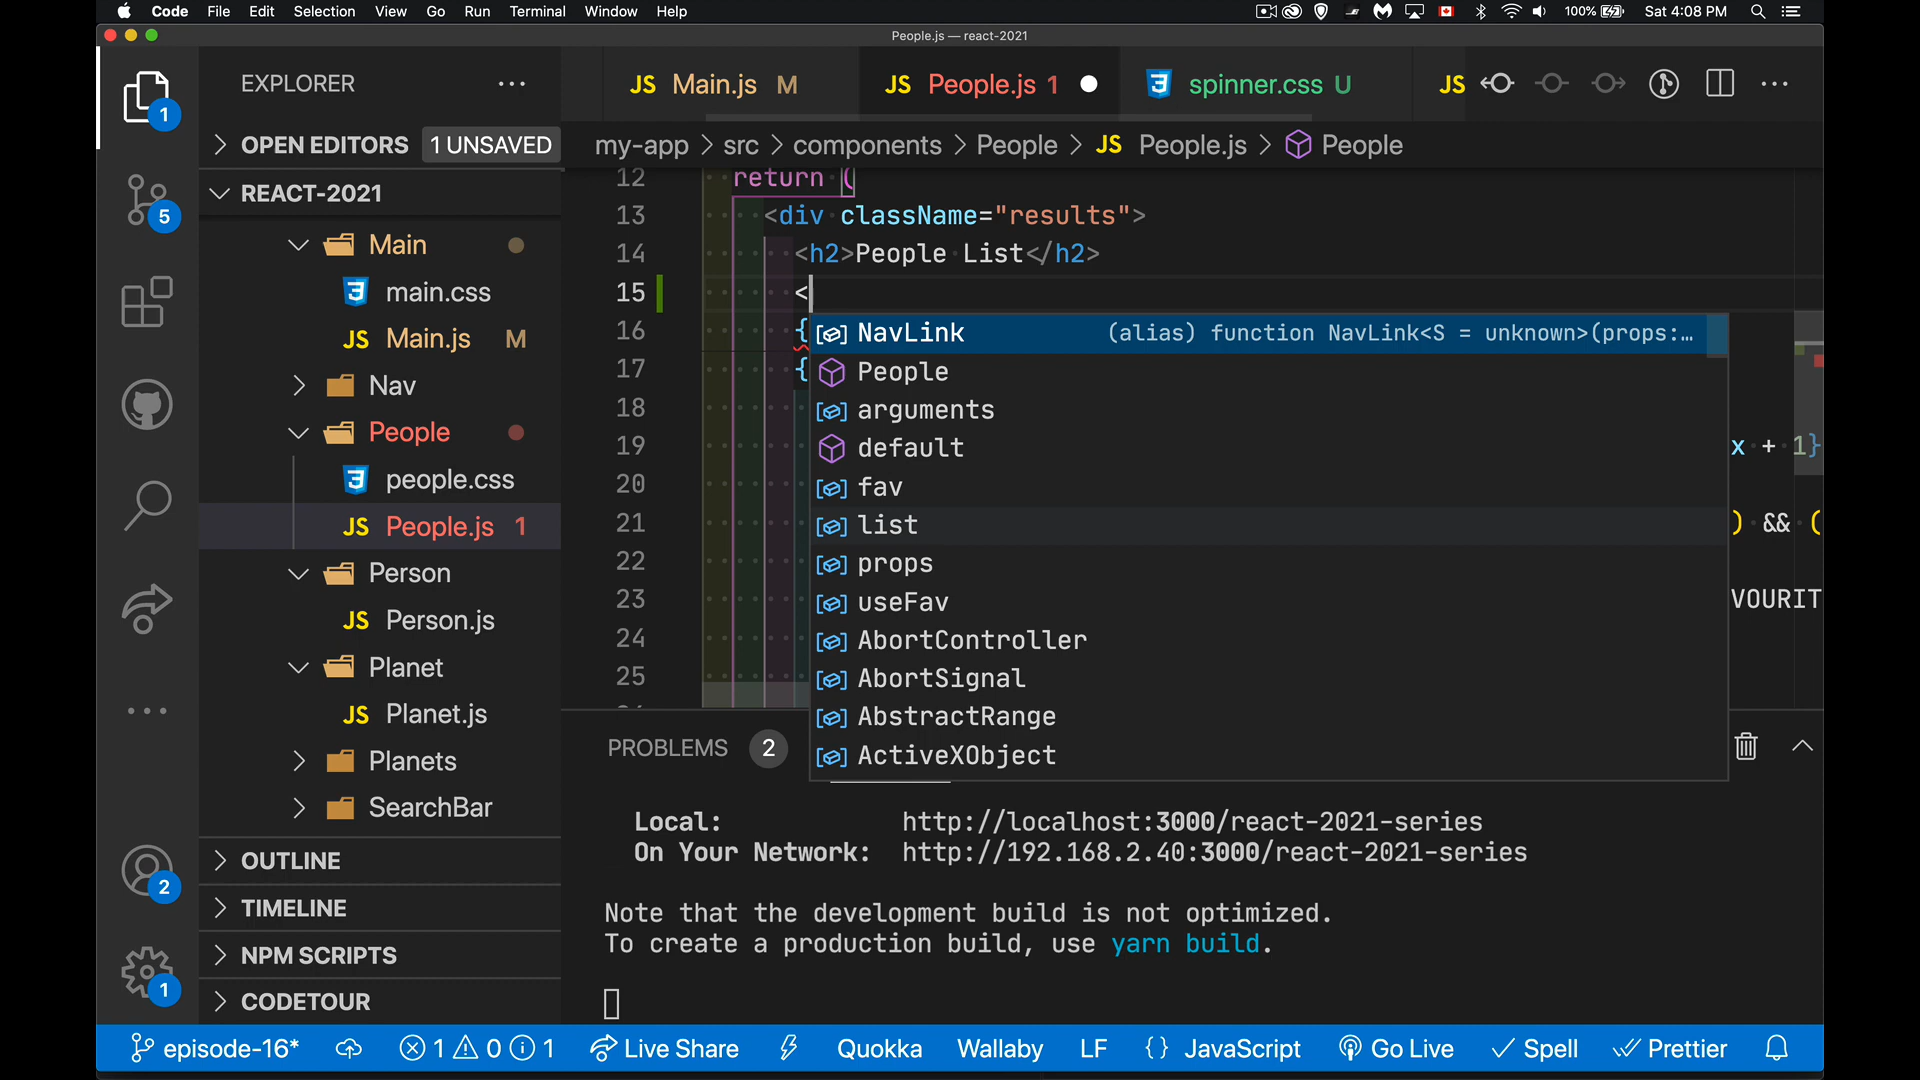 Code File Edit Selection View Go Run Terminal Window Help 100% Sat 4:08 PM
People.js — react-2021
EXPLORER ···
JS Main.js M JS People.js 1 spinner.css U JS ···
OPEN EDITORS 1 UNSAVED
my-app > src > components > People > JS People.js > People
REACT-2021
Main
main.css
JS Main.js M
Nav
People
people.css
JS People.js 1
Person
JS Person.js
Planet
JS Planet.js
Planets
SearchBar
OUTLINE
TIMELINE
NPM SCRIPTS
CODETOUR
1
5
2
1
12 return (
13 <div className="results">
14 <h2>People List</h2>
15 <
16 {
17 {
18
19 x + 1}
20
21 ) && (
22
23 VOURIT
24
25
NavLink (alias) function NavLink<S = unknown>(props:…
People
arguments
default
fav
list
props
useFav
AbortController
AbortSignal
AbstractRange
ActiveXObject
PROBLEMS 2
Local: http://localhost:3000/react-2021-series
On Your Network: http://192.168.2.40:3000/react-2021-series
Note that the development build is not optimized.
To create a production build, use yarn build.
episode-16* 1 0 1 Live Share Quokka Wallaby LF {} JavaScript Go Live Spell Prettier